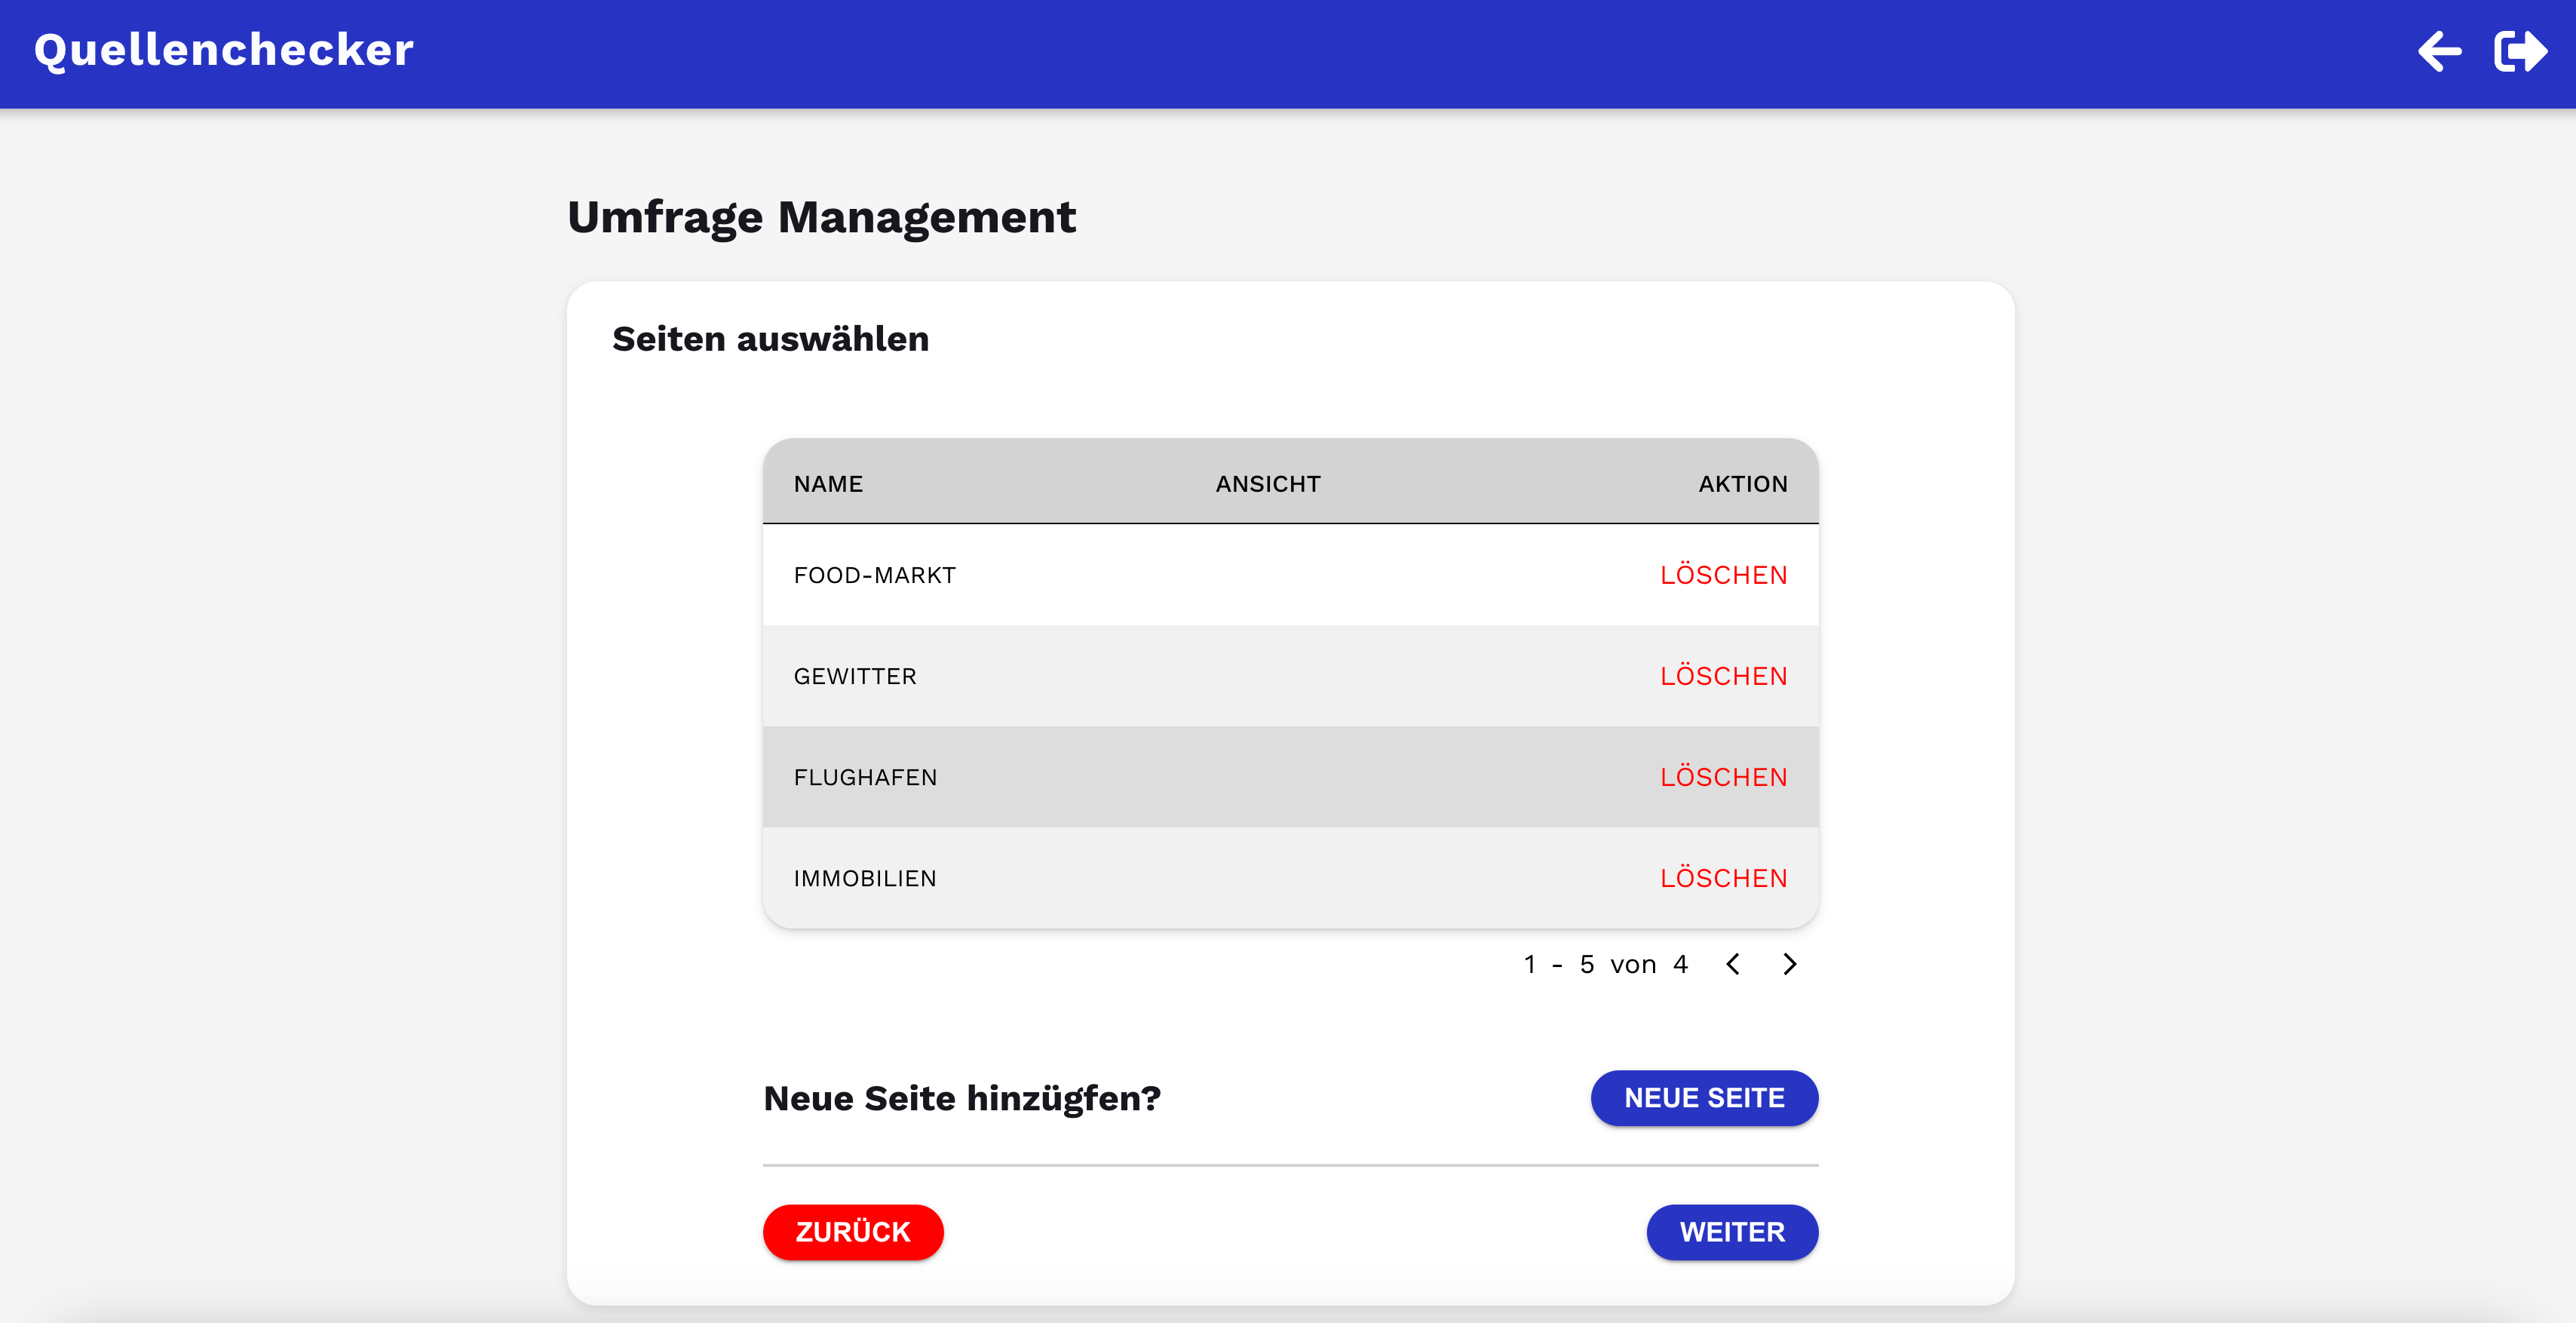 Quellenchecker
Umfrage Management
Seiten auswählen
NAME ANSICHT AKTION
FOOD-MARKT LÖSCHEN
GEWITTER LÖSCHEN
FLUGHAFEN LÖSCHEN
IMMOBILIEN LÖSCHEN
1 - 5 von 4
Neue Seite hinzügfen? NEUE SEITE
ZURÜCK WEITER